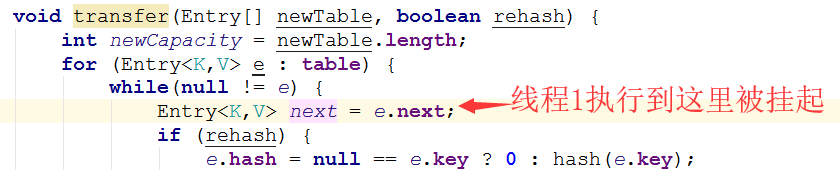 void transfer(Entry[] newTable, boolean rehash) {
int newCapacity = newTable.length;
for (Entry<K,V> e : table) {
while(null != e) {
Entry<K,V> next = e.next; 线程1执行到这里被挂起
if (rehash) {
e.hash = null == e.key ? 0 : hash(e.key);